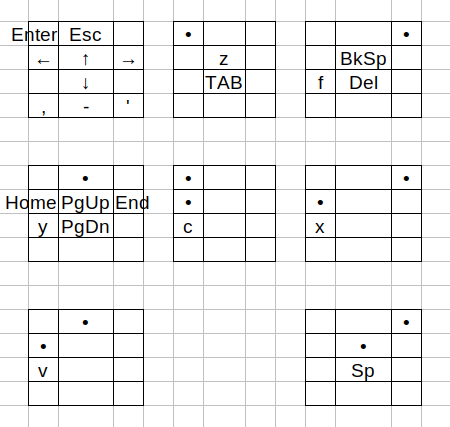 Enter Esc • •
← ↑ → z BkSp
↓ TAB f Del
, - '
• • •
Home PgUp End • •
y PgDn c x
• •
• •
v Sp